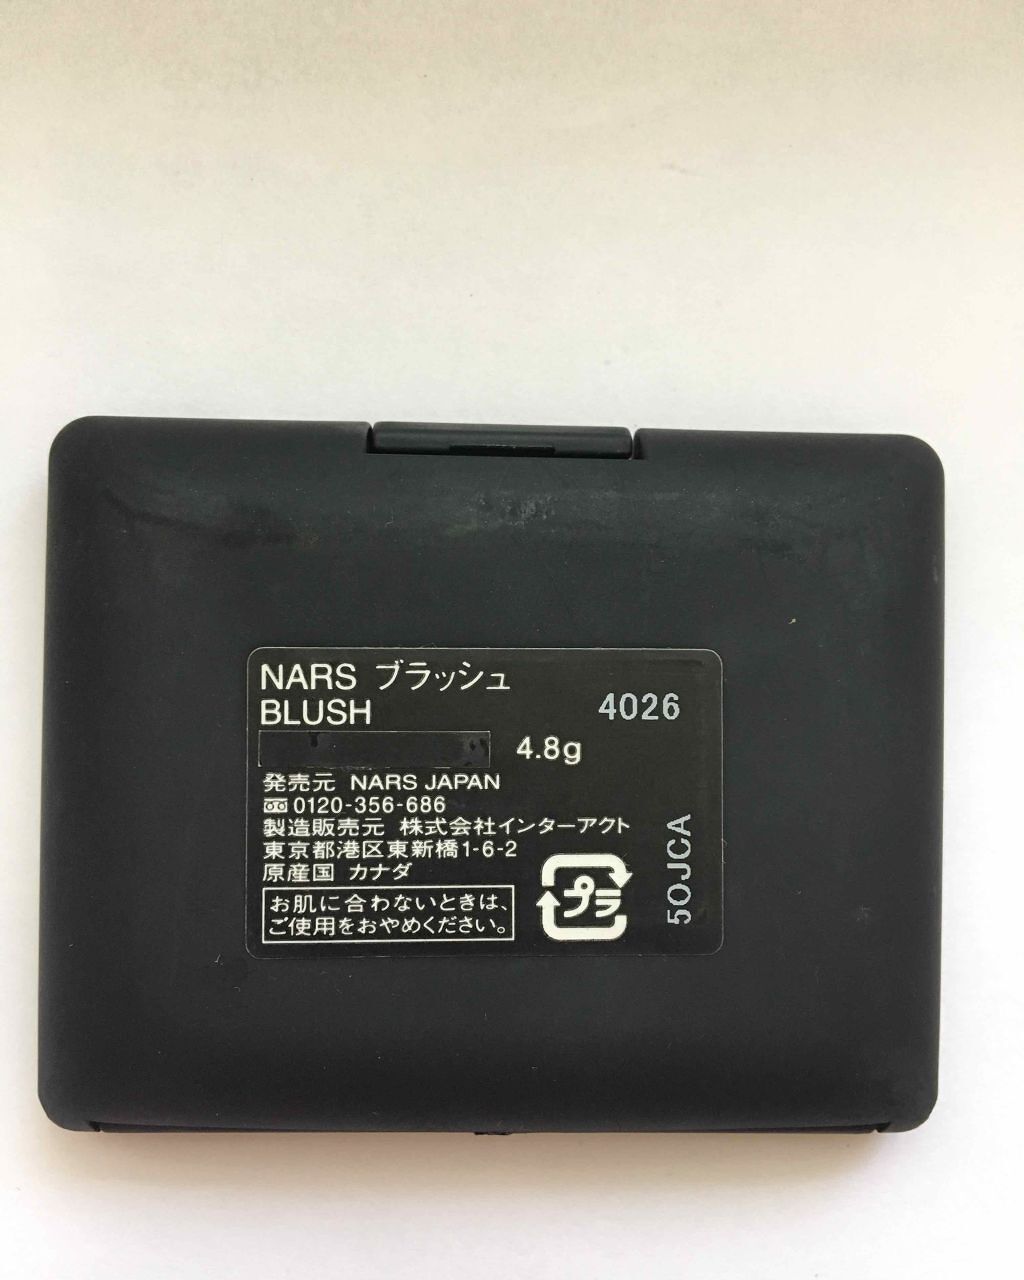 NARS ブラッシュ
BLUSH 4026
4.8g
発売元 NARS JAPAN
0120-356-686
製造販売元 株式会社インターアクト
東京都港区東新橋1-6-2
原産国 カナダ
お肌に合わないときは、
ご使用をおやめください。
プラ
5OJCA